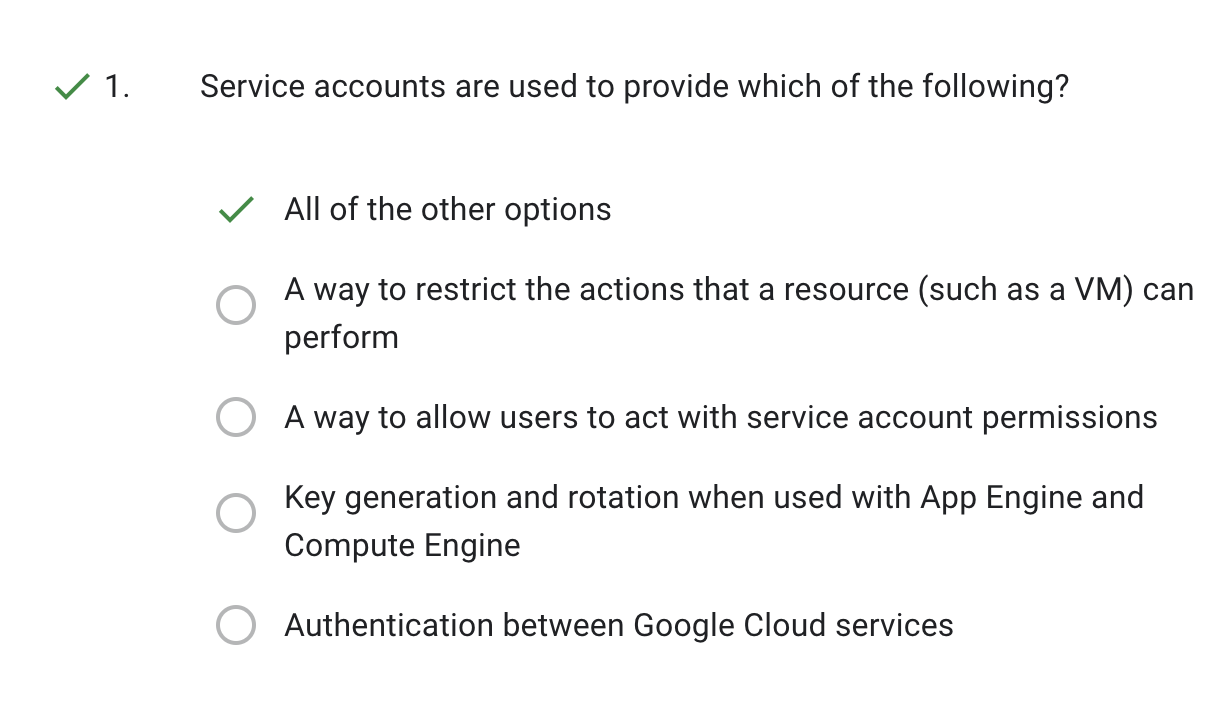 1. Service accounts are used to provide which of the following?
All of the other options
A way to restrict the actions that a resource (such as a VM) can
perform
A way to allow users to act with service account permissions
Key generation and rotation when used with App Engine and
Compute Engine
Authentication between Google Cloud services